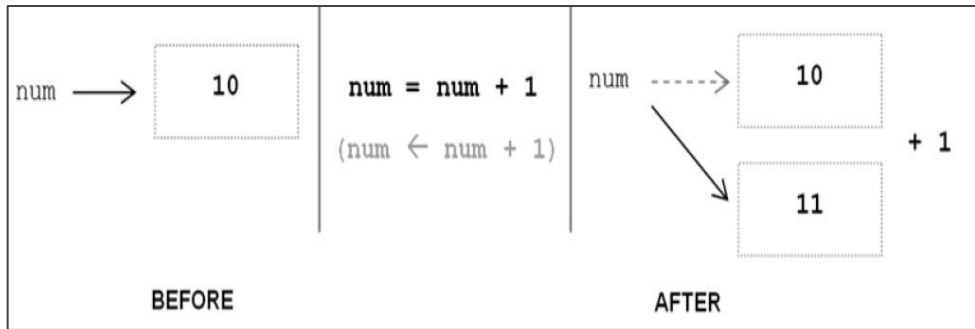 num
10
BEFORE
num = num + 1
(num ← num + 1)
num
10
+ 1
11
AFTER